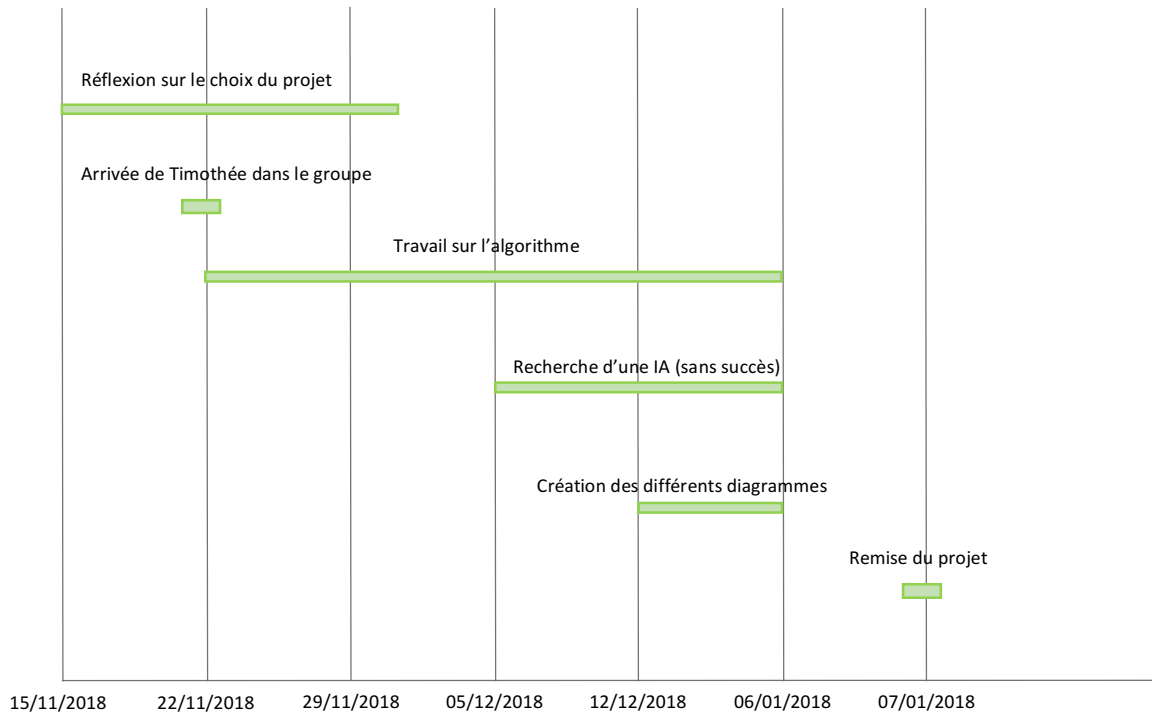 Réflexion sur le choix du projet
Arrivée de Timothée dans le groupe
Travail sur l’algorithme
Recherche d’une IA (sans succès)
Création des différents diagrammes
Remise du projet
15/11/2018 22/11/2018 29/11/2018 05/12/2018 12/12/2018 06/01/2018 07/01/2018